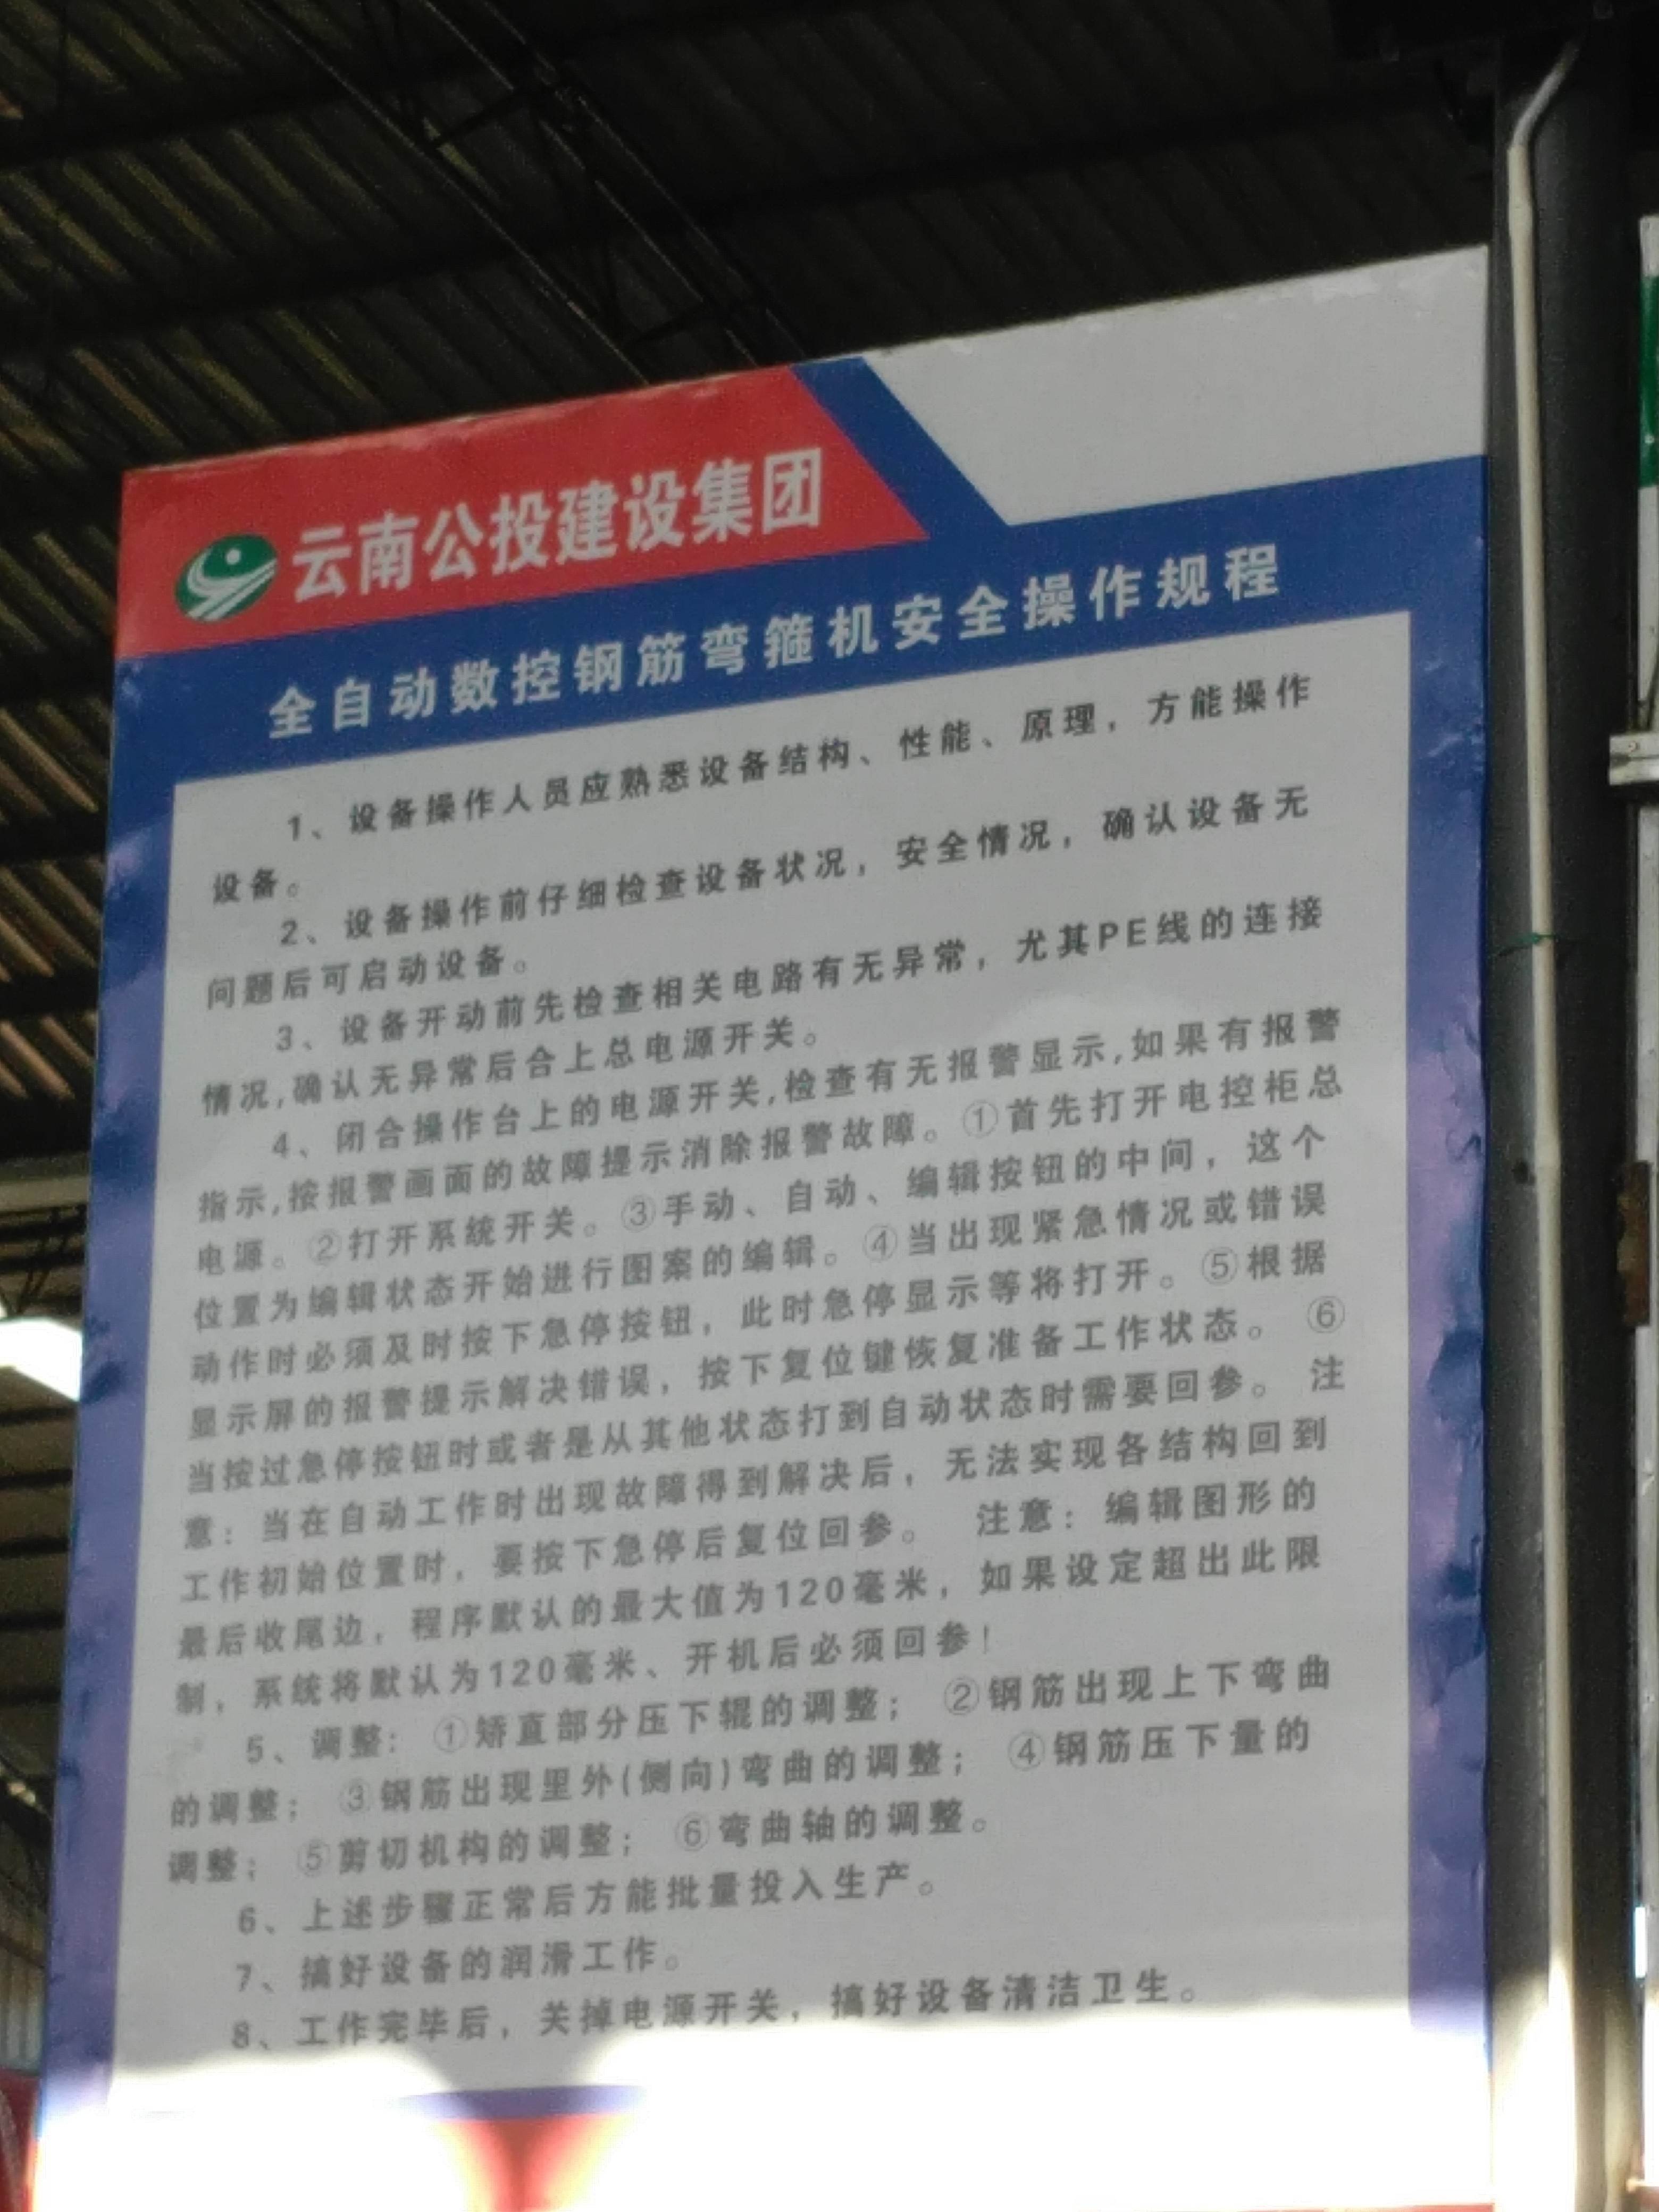 云南公投建设集团
全自动数控钢筋弯箍机安全操作规程
1、设备操作人员应熟悉设备结构、性能、原理，方能操作
设备。
2、设备操作前仔细检查设备状况，安全情况，确认设备无
问题后可启动设备。
3、设备开动前先检查相关电路有无异常，尤其PE线的连接
情况,确认无异常后合上总电源开关。
4、闭合操作台上的电源开关,检查有无报警显示,如果有报警
指示,按报警画面的故障提示消除报警故障。①首先打开电控柜总
电源。②打开系统开关。③手动、自动、编辑按钮的中间，这个
位置为编辑状态开始进行图案的编辑。④当出现紧急情况或错误
动作时必须及时按下急停按钮，此时急停显示等将打开。⑤根据
显示屏的报警提示解决错误，按下复位键恢复准备工作状态。⑥
当按过急停按钮时或者是从其他状态打到自动状态时需要回参。注
意：当在自动工作时出现故障得到解决后，无法实现各结构回到
工作初始位置时，要按下急停后复位回参。 注意：编辑图形的
最后收尾边，程序默认的最大值为120毫米，如果设定超出此限
制，系统将默认为120毫米、开机后必须回参！
5、调整：①矫直部分压下辊的调整；②钢筋出现上下弯曲
的调整；③钢筋出现里外(侧向)弯曲的调整；④钢筋压下量的
调整；⑤剪切机构的调整；⑥弯曲轴的调整。
6、上述步骤正常后方能批量投入生产。
7、搞好设备的润滑工作。
8、工作完毕后，关掉电源开关，搞好设备清洁卫生。